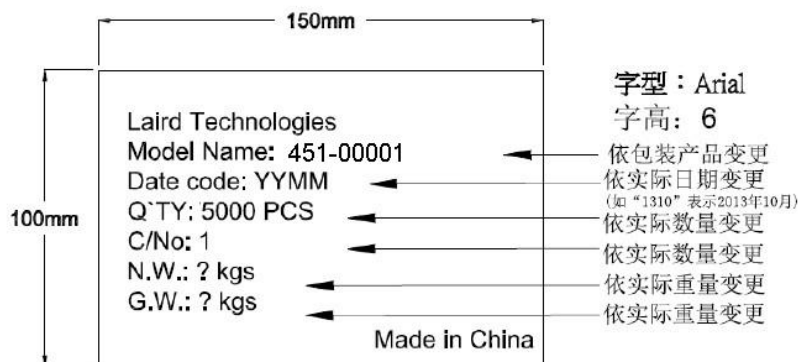 150mm
100mm
Laird Technologies
Model Name: 451-00001
Date code: YYMM
Q`TY: 5000 PCS
C/No: 1
N.W.: ? kgs
G.W.: ? kgs
Made in China
字型：Arial
字高：6
依包装产品变更
依实际日期变更
(如“1310”表示2013年10月)
依实际数量变更
依实际数量变更
依实际重量变更
依实际重量变更